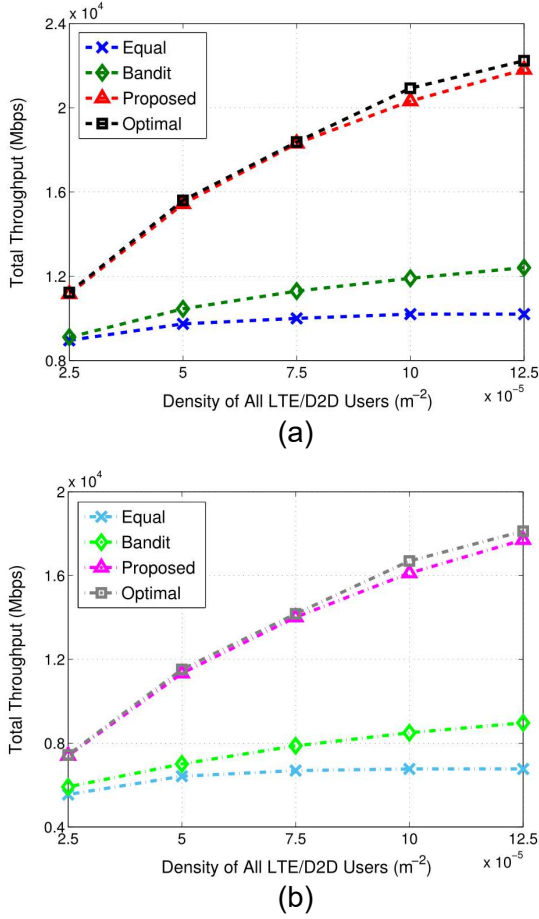 (a)
x 10^4
2.4
2
1.6
1.2
0.8
Total Throughput (Mbps)
Equal
Bandit
Proposed
Optimal
2.5 5 7.5 10 12.5
x 10^-5
Density of All LTE/D2D Users (m^−2)
(a)
x 10^4
2
1.6
1.2
0.8
0.4
Total Throughput (Mbps)
Equal
Bandit
Proposed
Optimal
2.5 5 7.5 10 12.5
x 10^-5
Density of All LTE/D2D Users (m^−2)
(b)